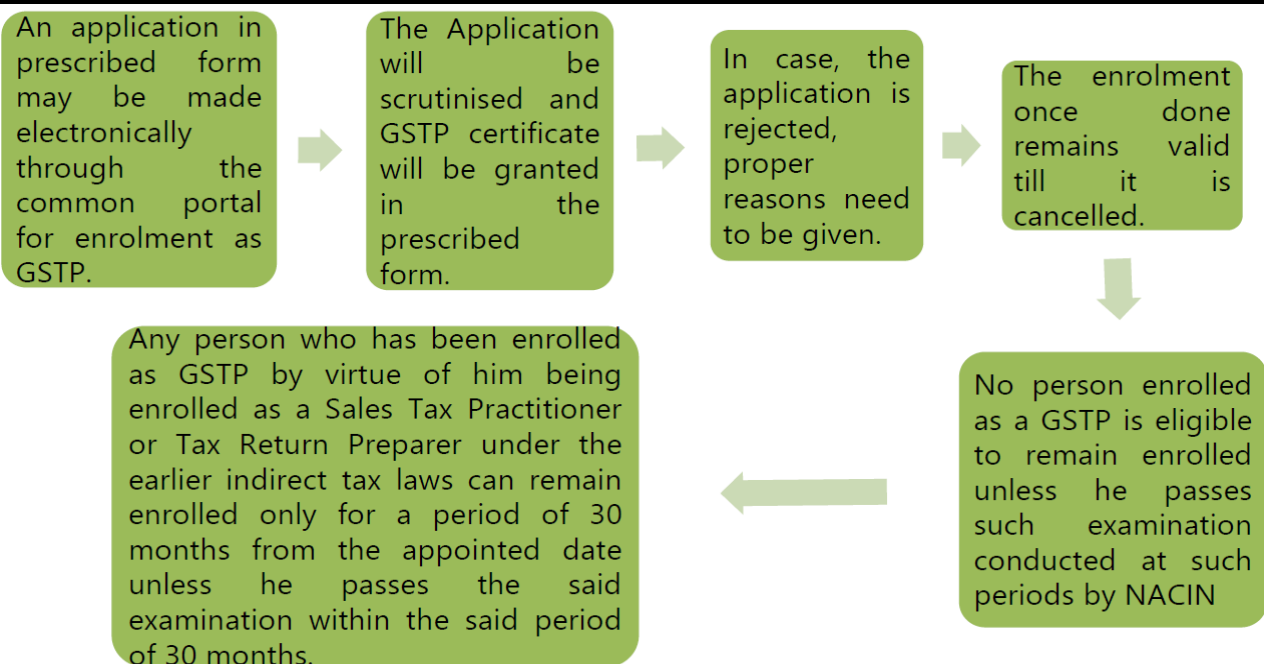 An application in
prescribed form
may be made
electronically
through the
common portal
for enrolment as
GSTP.
The Application
will be
scrutinised and
GSTP certificate
will be granted
in the
prescribed
form.
In case, the
application is
rejected,
proper
reasons need
to be given.
The enrolment
once done
remains valid
till it is
cancelled.
No person enrolled
as a GSTP is eligible
to remain enrolled
unless he passes
such examination
conducted at such
periods by NACIN
Any person who has been enrolled
as GSTP by virtue of him being
enrolled as a Sales Tax Practitioner
or Tax Return Preparer under the
earlier indirect tax laws can remain
enrolled only for a period of 30
months from the appointed date
unless he passes the said
examination within the said period
of 30 months.